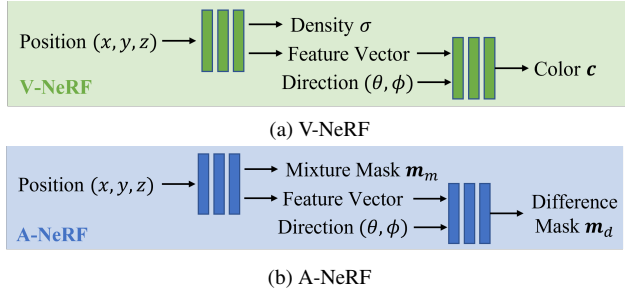 Density σ
Position (x, y, z)
Feature Vector
Direction (θ, ϕ)
Color c
V-NeRF
(a) V-NeRF
Mixture Mask m_m
Position (x, y, z)
Feature Vector
Direction (θ, ϕ)
Difference
Mask m_d
A-NeRF
(b) A-NeRF